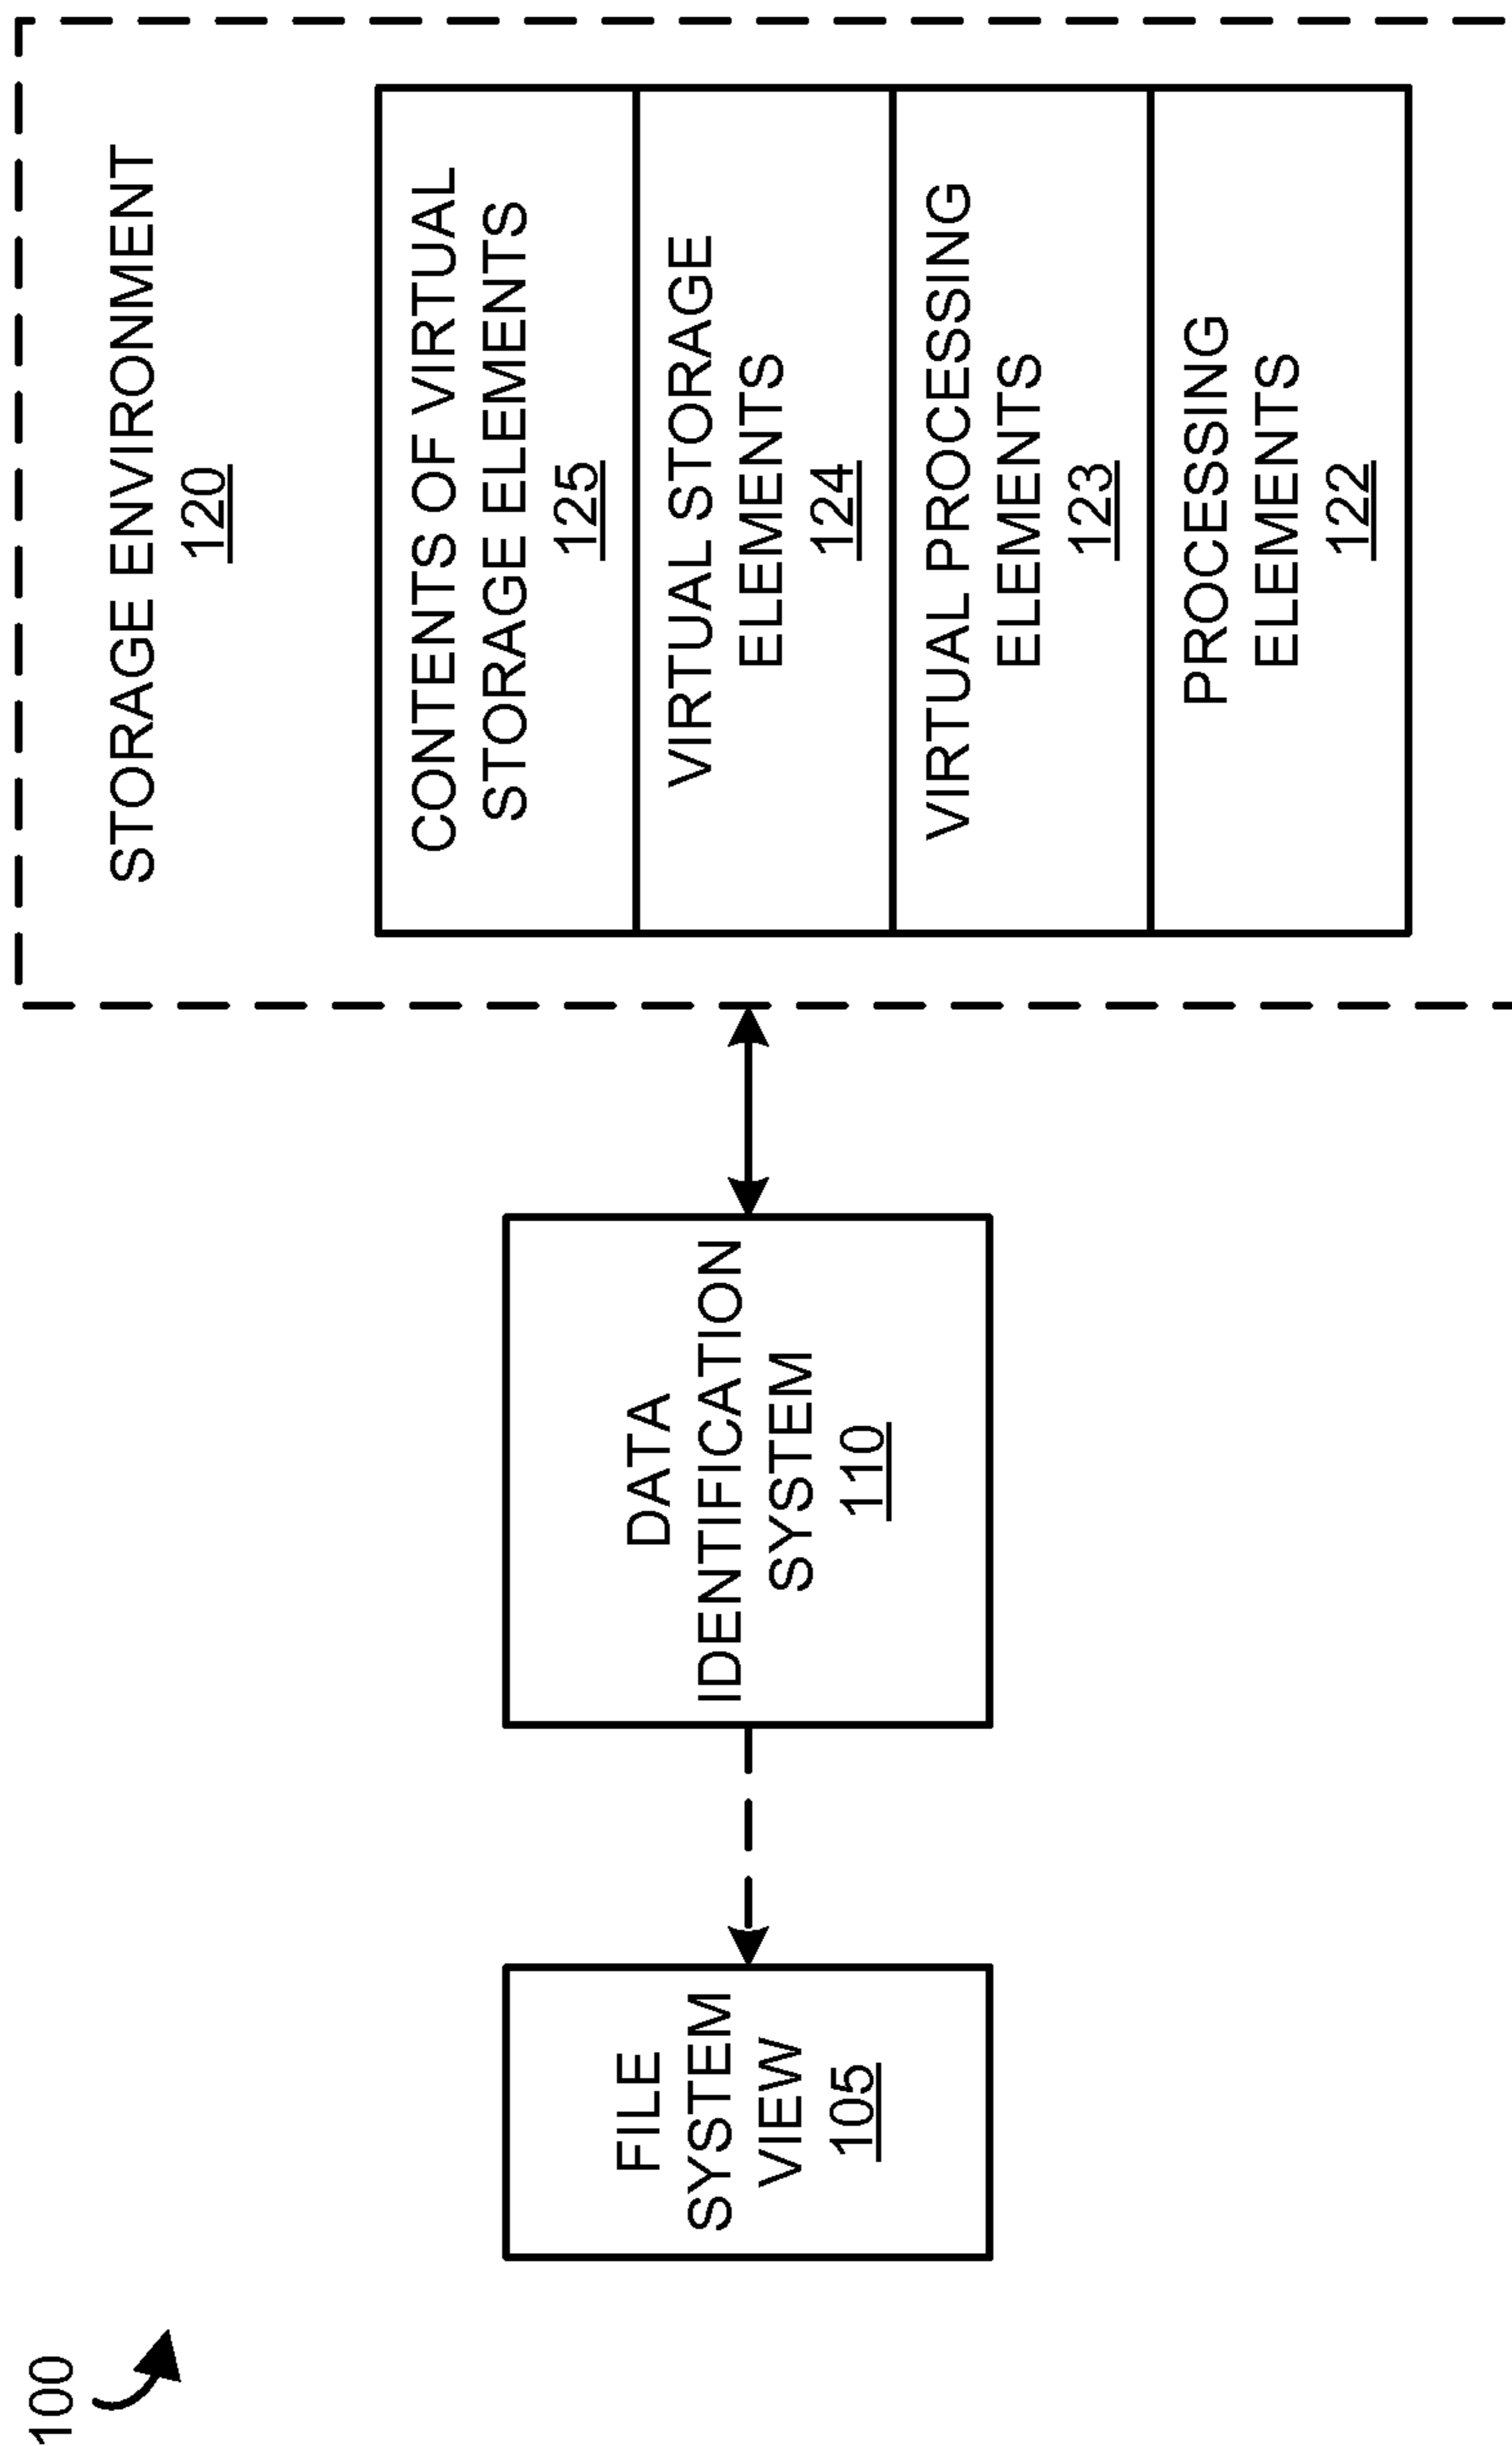 100
FILE
SYSTEM
VIEW
105
DATA
IDENTIFICATION
SYSTEM
110
STORAGE ENVIRONMENT
120
CONTENTS OF VIRTUAL
STORAGE ELEMENTS
125
VIRTUAL STORAGE
ELEMENTS
124
VIRTUAL PROCESSING
ELEMENTS
123
PROCESSING
ELEMENTS
122